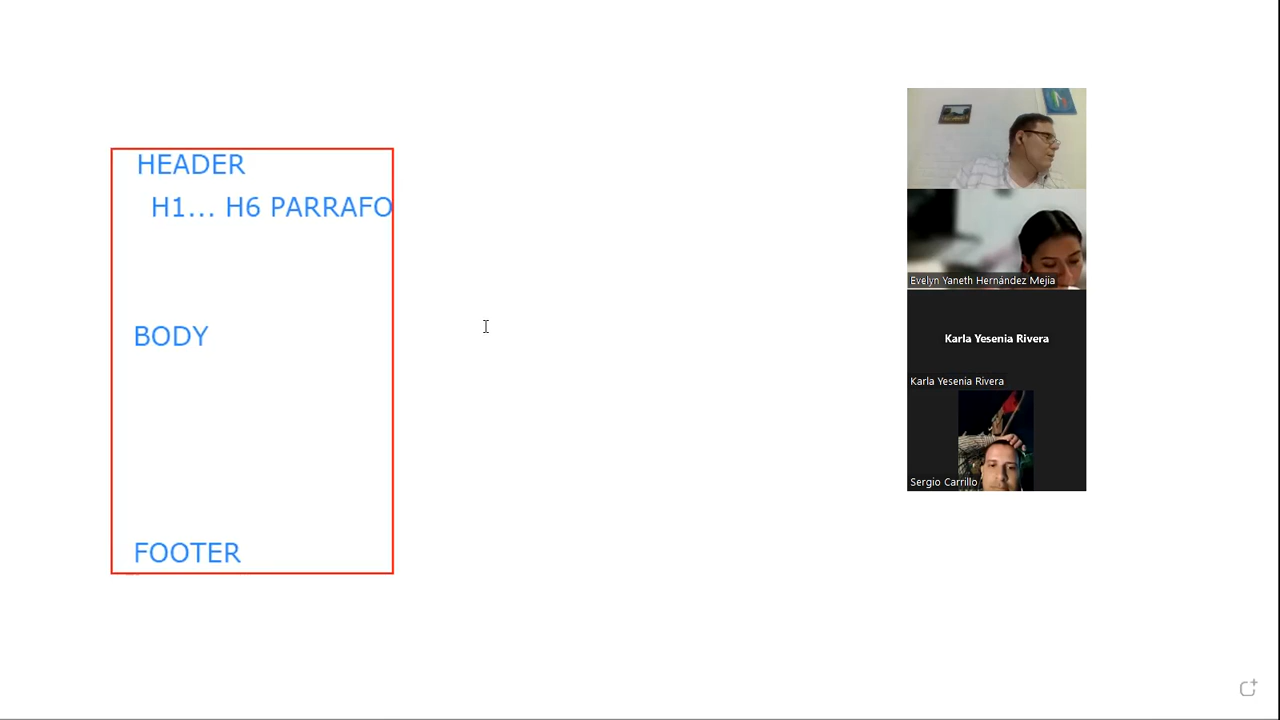 HEADER
H1... H6 PARRAFO
BODY
FOOTER
Evelyn Yaneth Hernández Mejia
Karla Yesenia Rivera
Karla Yesenia Rivera
Sergio Carrillo